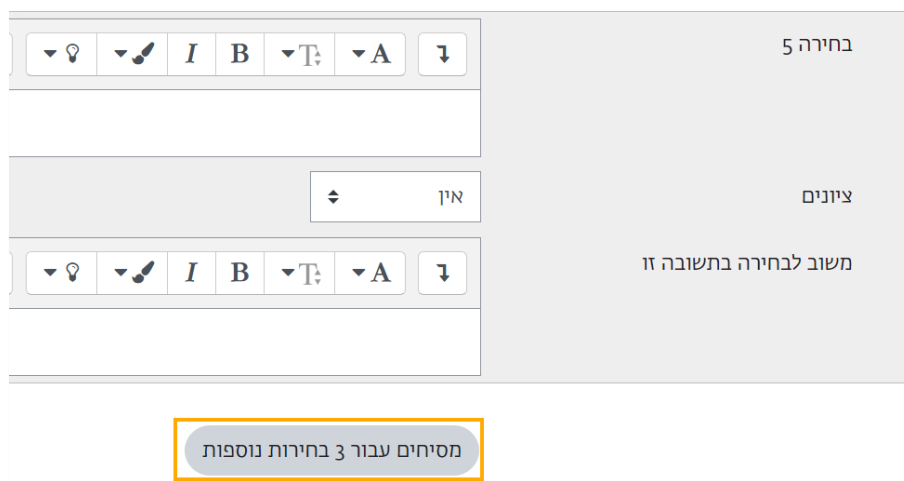 בחירה 5
A T B I
ציונים
אין
משוב לבחירה בתשובה זו
A T B I
מסיחים עבור 3 בחירות נוספות